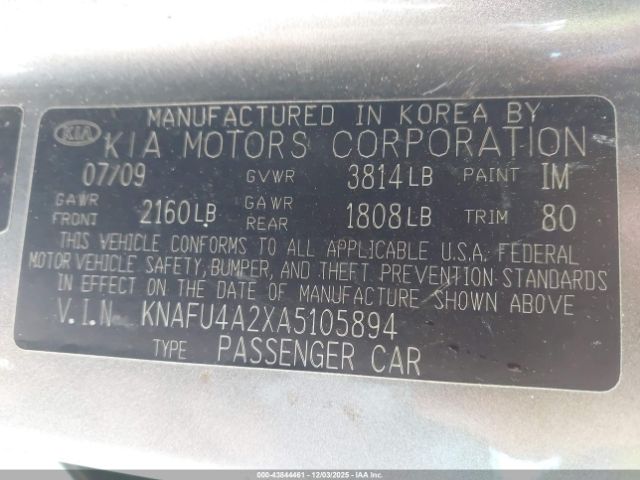 MANUFACTURED IN KOREA BY
KIA KIA MOTORS CORPORATION
07/09 GVWR 3814 LB PAINT IM
GAWR FRONT 2160 LB GAWR REAR 1808 LB TRIM 80
THIS VEHICLE CONFORMS TO ALL APPLICABLE U.S.A. FEDERAL
MOTOR VEHICLE SAFETY, BUMPER, AND THEFT PREVENTION STANDARDS
IN EFFECT ON THE DATE OF MANUFACTURE SHOWN ABOVE
V.I.N. KNAFU4A2XA5105894
TYPE PASSENGER CAR
000-43844461 - 12/03/2025 - copart